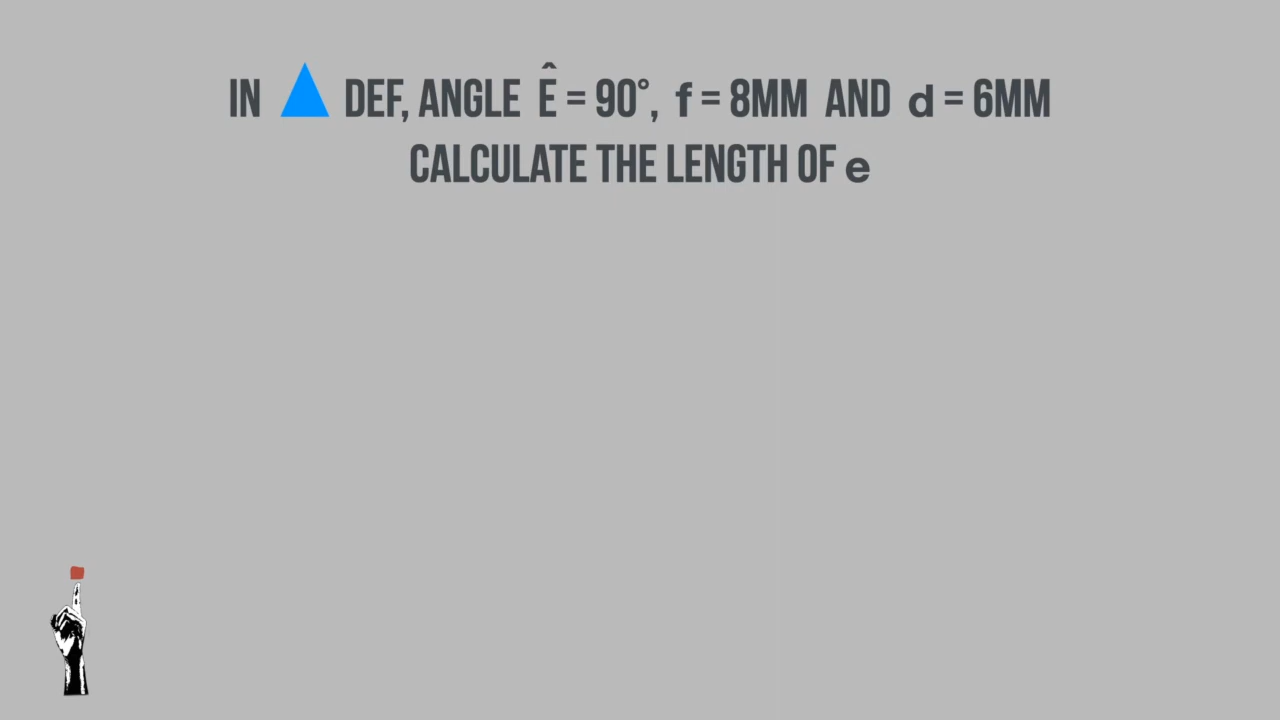 IN DEF, ANGLE Ê = 90°, f = 8MM AND d = 6MM
CALCULATE THE LENGTH OF e